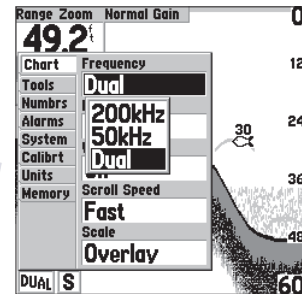 Range Zoom Normal Gain
49.2ᶠₜ
Chart
Tools
Numbrs
Alarms
System
Calibrt
Units
Memory
Frequency
Dual
200kHz
50kHz
Dual
Scroll Speed
Fast
Scale
Overlay
DUAL S
30
0
12
24
36
48
60